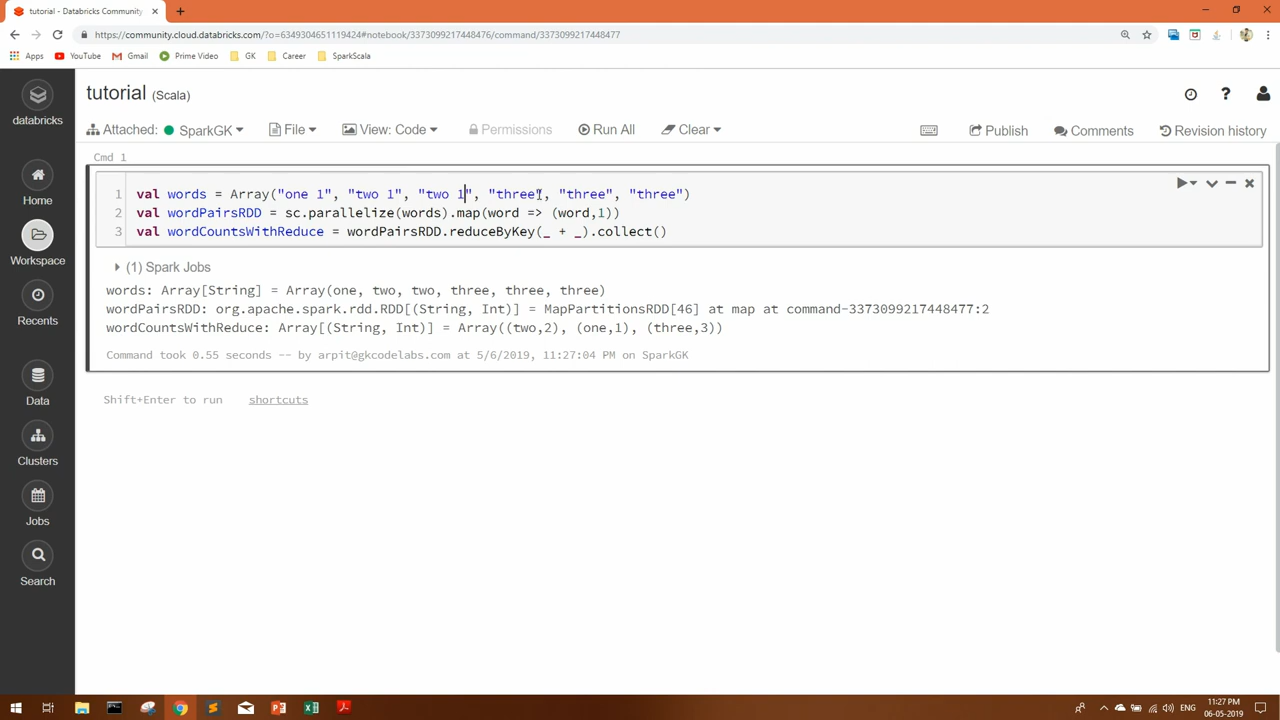 tutorial - Databricks Community
https://community.cloud.databricks.com/?o=6349304651119424#notebook/3373099217448476/command/3373099217448477
Apps YouTube Gmail Prime Video GK Career SparkScala
databricks
Home
Workspace
Recents
Data
Clusters
Jobs
Search
tutorial (Scala)
Attached: SparkGK File View: Code Permissions Run All Clear Publish Comments Revision history
Cmd 1
1 val words = Array("one 1", "two 1", "two 1", "three", "three", "three")
2 val wordPairsRDD = sc.parallelize(words).map(word => (word,1))
3 val wordCountsWithReduce = wordPairsRDD.reduceByKey(_ + _).collect()
(1) Spark Jobs
words: Array[String] = Array(one, two, two, three, three, three)
wordPairsRDD: org.apache.spark.rdd.RDD[(String, Int)] = MapPartitionsRDD[46] at map at command-3373099217448477:2
wordCountsWithReduce: Array[(String, Int)] = Array((two,2), (one,1), (three,3))
Command took 0.55 seconds -- by arpit@gkcodelabs.com at 5/6/2019, 11:27:04 PM on SparkGK
Shift+Enter to run shortcuts
ENG
11:27 PM
06-05-2019